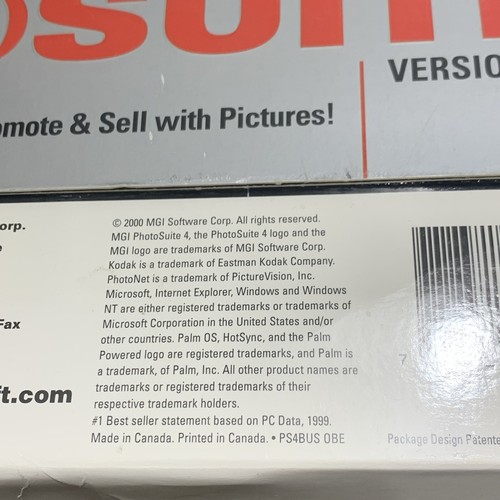 suit
VERSIO
omote & Sell with Pictures!
orp.
Fax
ft.com
© 2000 MGI Software Corp. All rights reserved.
MGI PhotoSuite 4, the PhotoSuite 4 logo and the
MGI logo are trademarks of MGI Software Corp.
Kodak is a trademark of Eastman Kodak Company.
PhotoNet is a trademark of PictureVision, Inc.
Microsoft, Internet Explorer, Windows and Windows
NT are either registered trademarks or trademarks of
Microsoft Corporation in the United States and/or
other countries. Palm OS, HotSync, and the Palm
Powered logo are registered trademarks, and Palm is
a trademark, of Palm, Inc. All other product names are
trademarks or registered trademarks of their
respective trademark holders.
#1 Best seller statement based on PC Data, 1999.
Made in Canada. Printed in Canada. • PS4BUS OBE
7
Package Design Patente